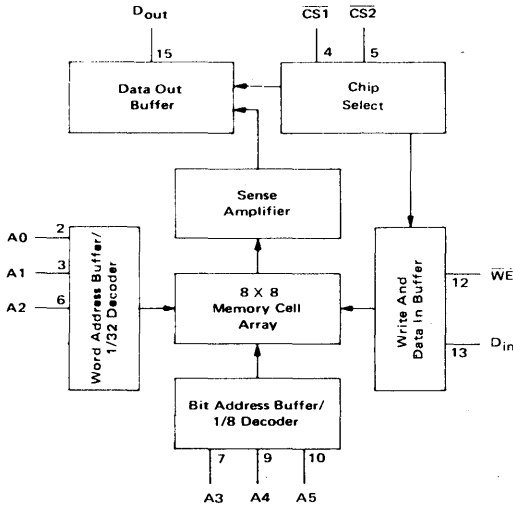 Dout
CS1 CS2
15
4 5
Data Out
Buffer
Chip
Select
Sense
Amplifier
A0 2
A1 3
A2 6
Word Address Buffer/
1/32 Decoder
8 X 8
Memory Cell
Array
Write And
Data In Buffer
12 WE
13 Din
Bit Address Buffer/
1/8 Decoder
7 9 10
A3 A4 A5